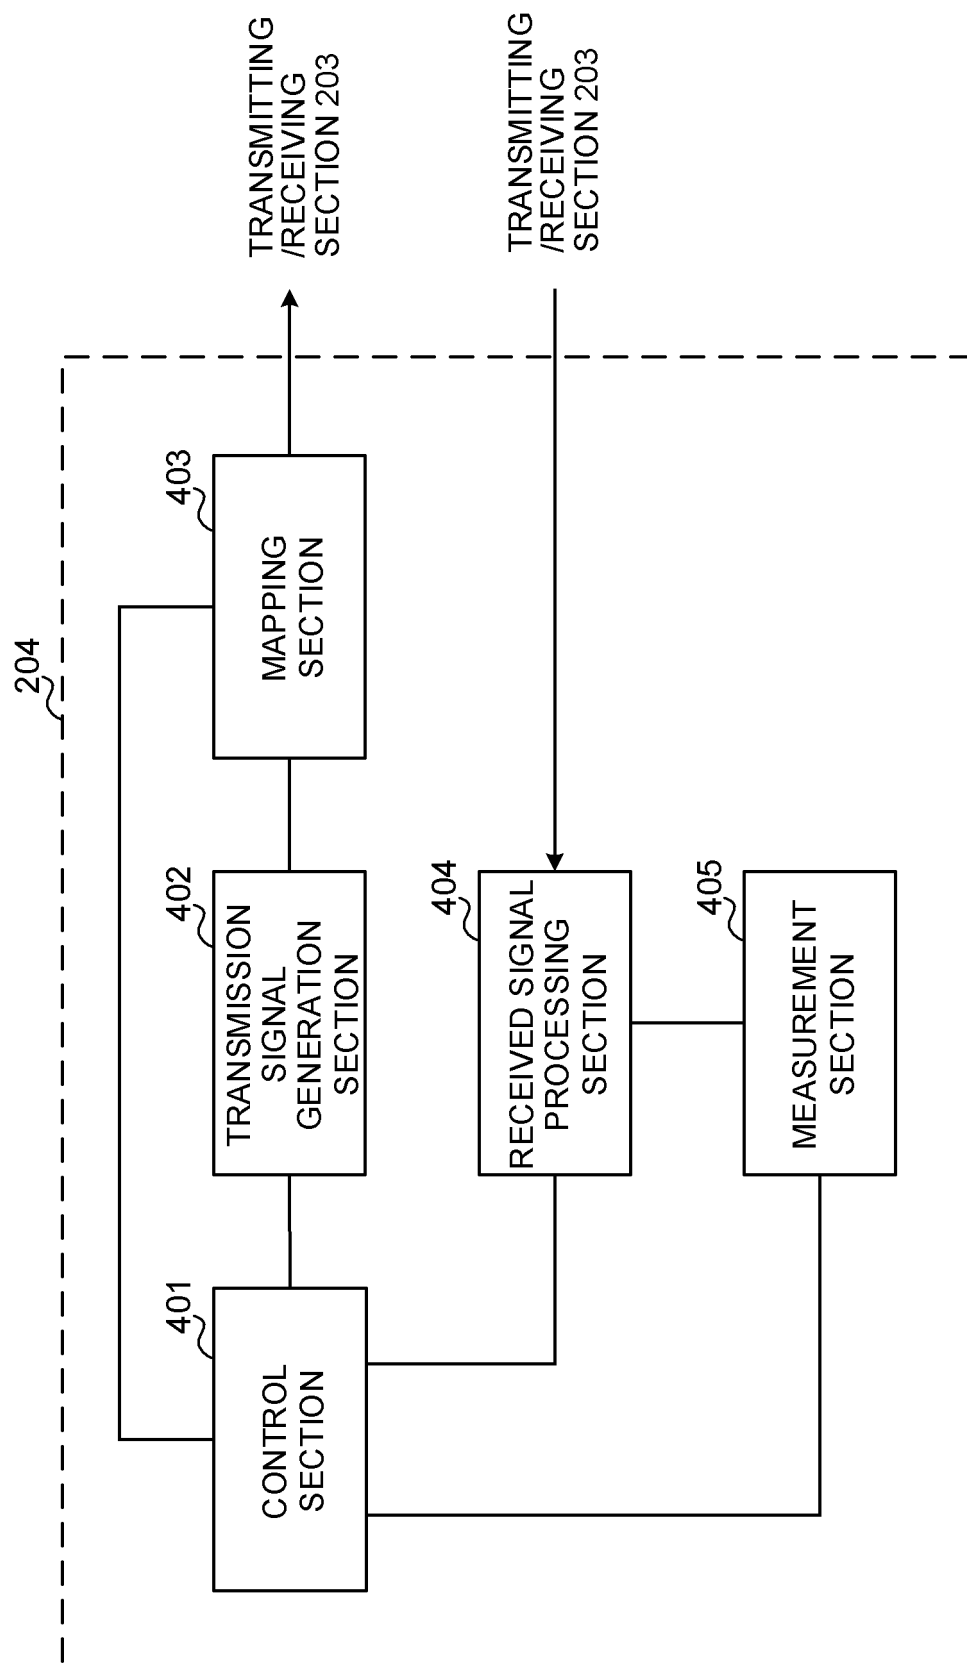 204
401
CONTROL
SECTION
402
TRANSMISSION
SIGNAL
GENERATION
SECTION
403
MAPPING
SECTION
TRANSMITTING
/RECEIVING
SECTION 203
404
RECEIVED SIGNAL
PROCESSING
SECTION
TRANSMITTING
/RECEIVING
SECTION 203
405
MEASUREMENT
SECTION